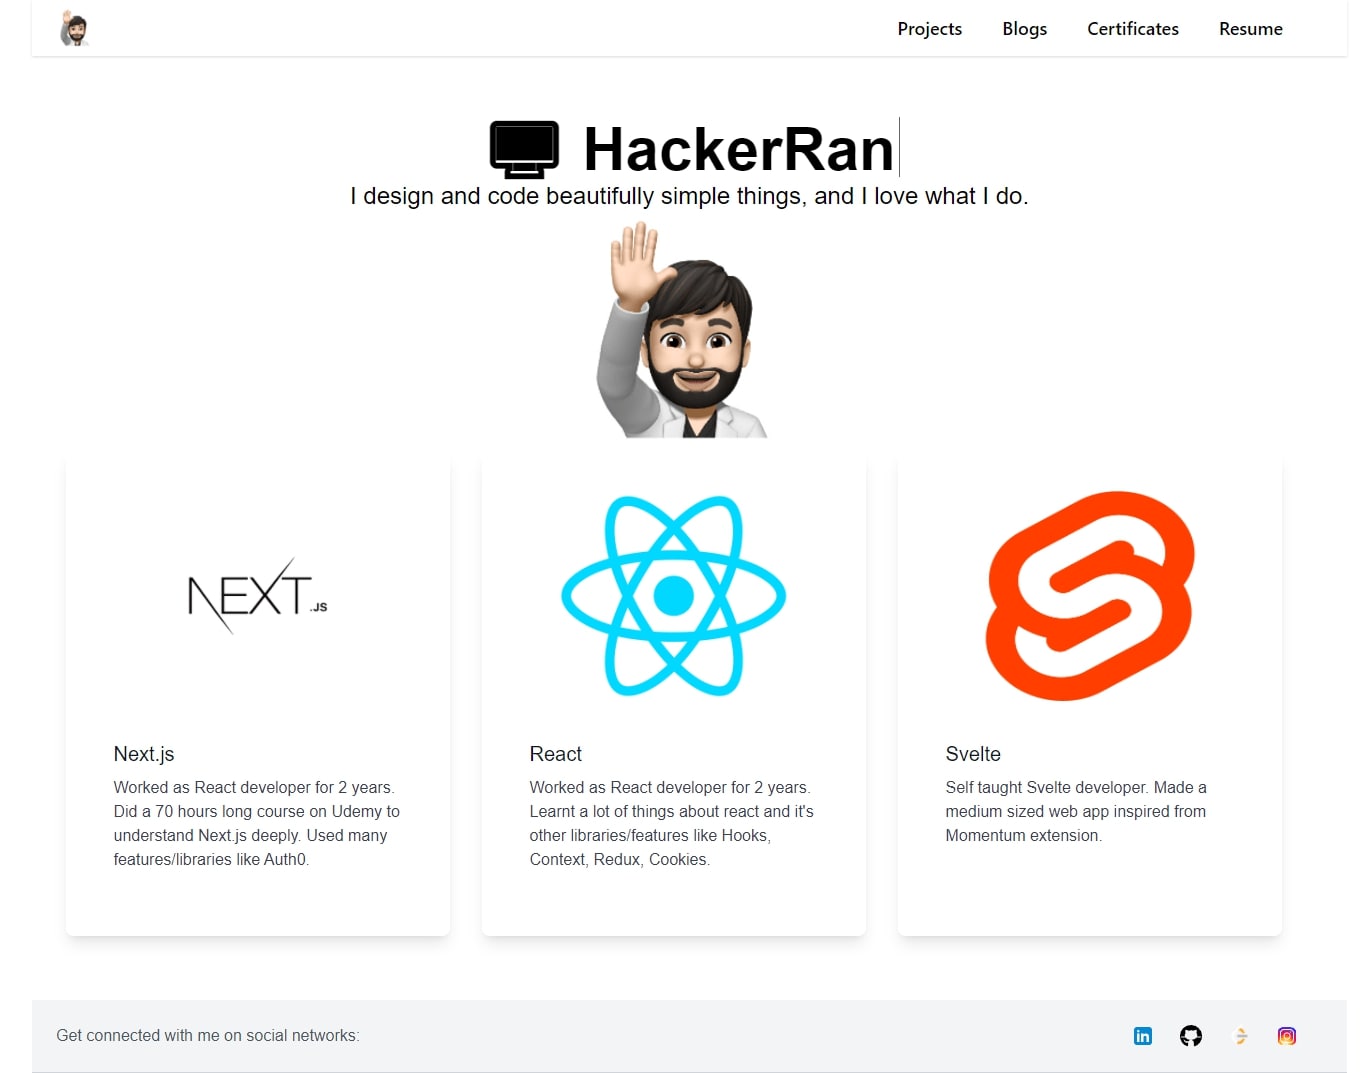 Projects Blogs Certificates Resume
HackerRan
I design and code beautifully simple things, and I love what I do.
NEXT.JS
Next.js
Worked as React developer for 2 years.
Did a 70 hours long course on Udemy to
understand Next.js deeply. Used many
features/libraries like Auth0.
React
Worked as React developer for 2 years.
Learnt a lot of things about react and it's
other libraries/features like Hooks,
Context, Redux, Cookies.
Svelte
Self taught Svelte developer. Made a
medium sized web app inspired from
Momentum extension.
Get connected with me on social networks:
in